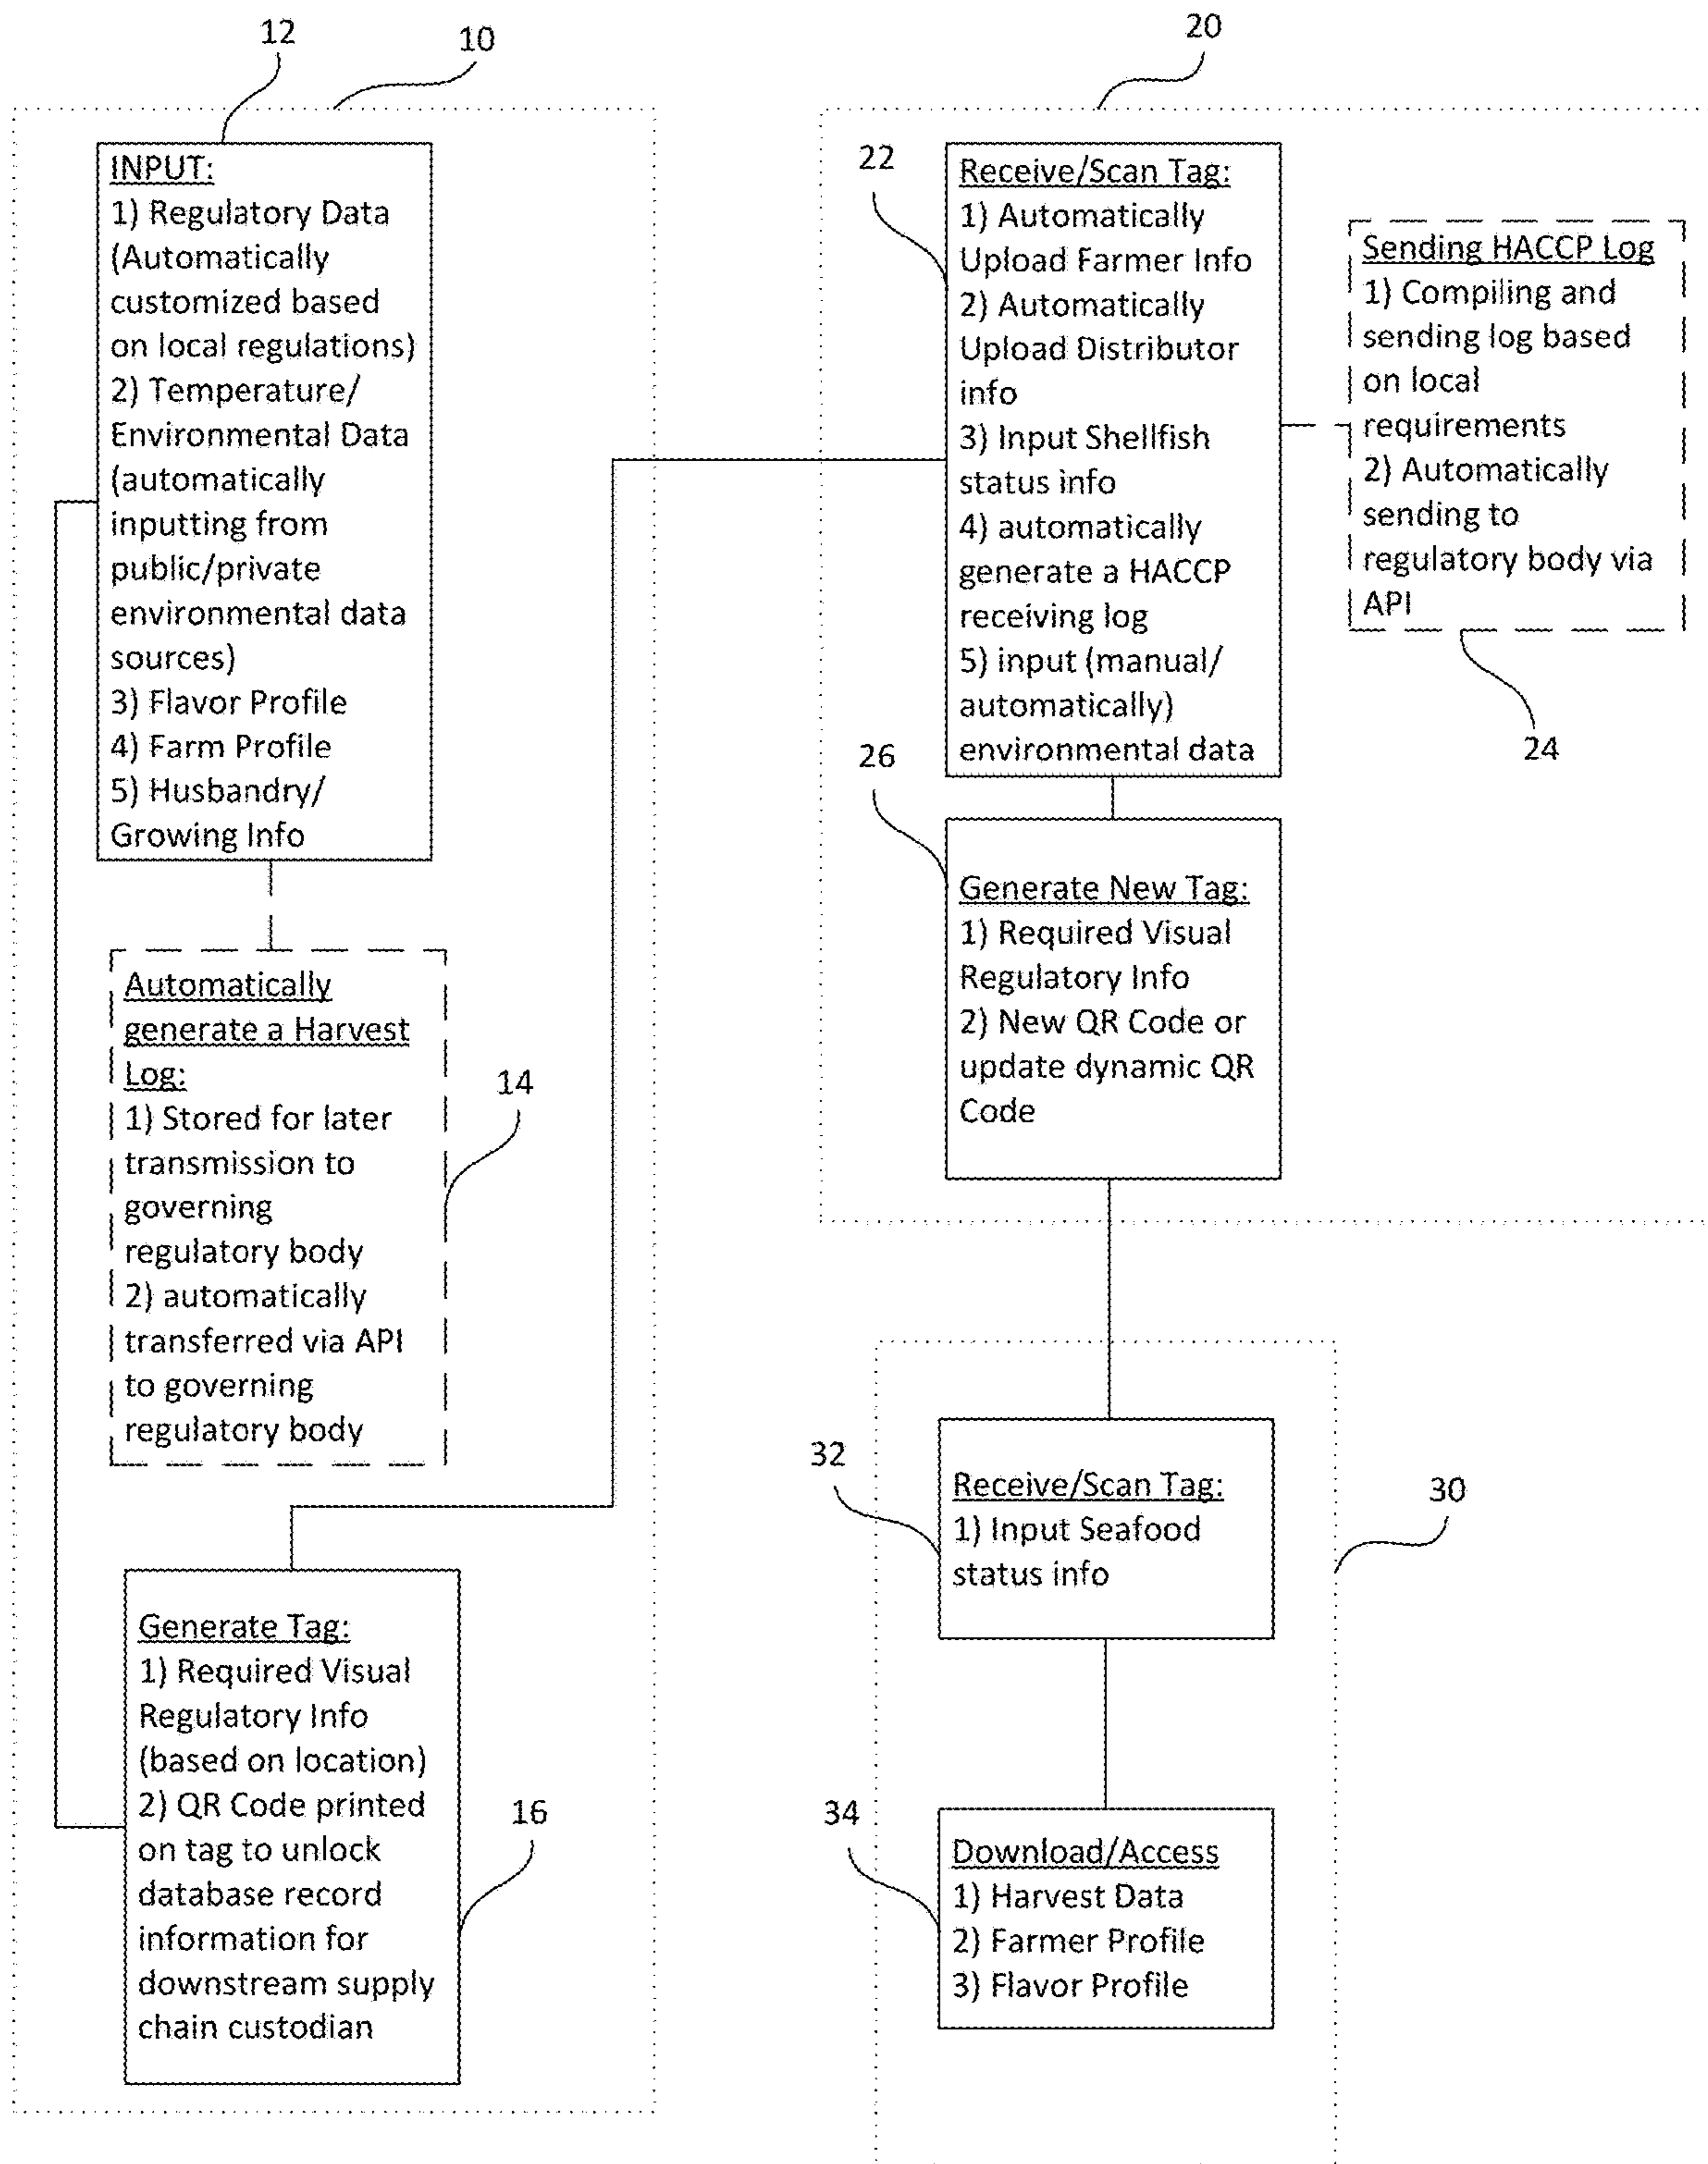 12
10
INPUT:
1) Regulatory Data
(Automatically
customized based
on local regulations)
2) Temperature/
Environmental Data
(automatically
inputting from
public/private
environmental data
sources)
3) Flavor Profile
4) Farm Profile
5) Husbandry/
Growing Info
Automatically
generate a Harvest
Log:
1) Stored for later
transmission to
governing
regulatory body
2) automatically
transferred via API
to governing
regulatory body
14
Generate Tag:
1) Required Visual
Regulatory Info
(based on location)
2) QR Code printed
on tag to unlock
database record
information for
downstream supply
chain custodian
16
20
22
Receive/Scan Tag:
1) Automatically
Upload Farmer Info
2) Automatically
Upload Distributor
info
3) Input Shellfish
status info
4) automatically
generate a HACCP
receiving log
5) input (manual/
automatically)
environmental data
Sending HACCP Log
1) Compiling and
sending log based
on local
requirements
2) Automatically
sending to
regulatory body via
API
24
26
Generate New Tag:
1) Required Visual
Regulatory Info
2) New QR Code or
update dynamic QR
Code
32
Receive/Scan Tag:
1) Input Seafood
status info
30
34
Download/Access
1) Harvest Data
2) Farmer Profile
3) Flavor Profile